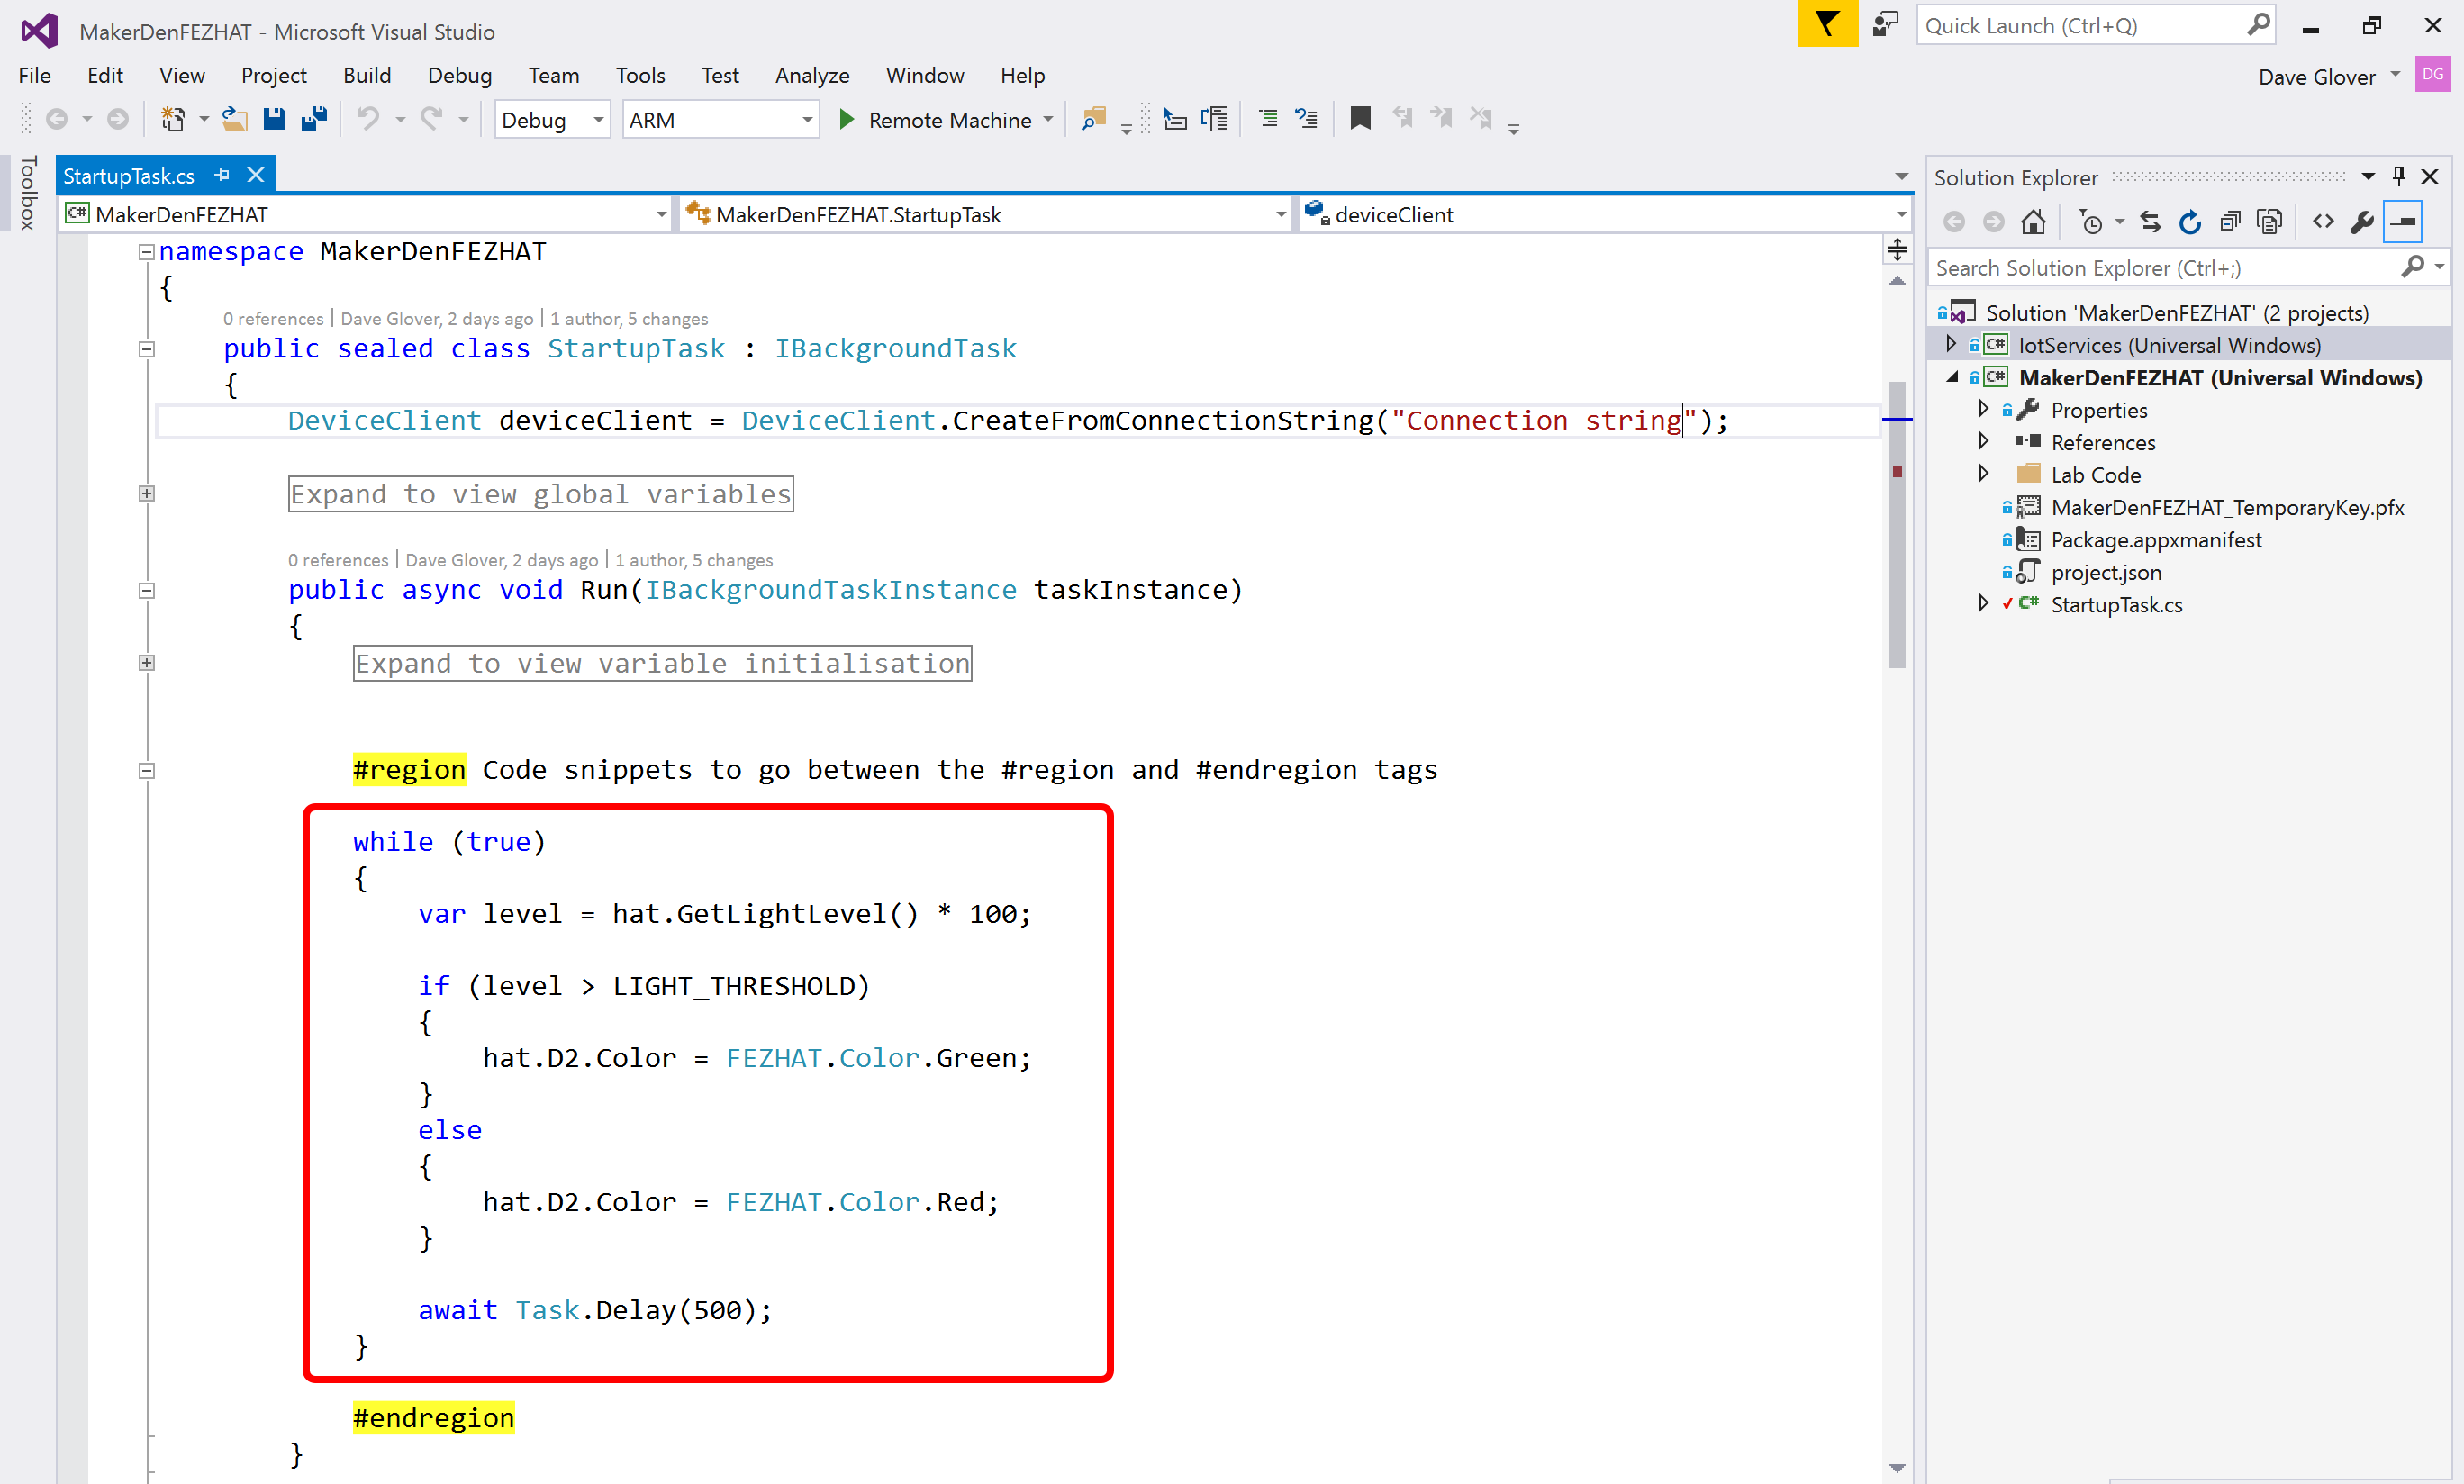 MakerDenFEZHAT - Microsoft Visual Studio
Quick Launch (Ctrl+Q)
File Edit View Project Build Debug Team Tools Test Analyze Window Help
Dave Glover DG
Debug ARM Remote Machine
Toolbox
StartupTask.cs
C# MakerDenFEZHAT MakerDenFEZHAT.StartupTask deviceClient
namespace MakerDenFEZHAT
{
0 references | Dave Glover, 2 days ago | 1 author, 5 changes
public sealed class StartupTask : IBackgroundTask
{
DeviceClient deviceClient = DeviceClient.CreateFromConnectionString("Connection string");
Expand to view global variables
0 references | Dave Glover, 2 days ago | 1 author, 5 changes
public async void Run(IBackgroundTaskInstance taskInstance)
{
Expand to view variable initialisation
#region Code snippets to go between the #region and #endregion tags
while (true)
{
var level = hat.GetLightLevel() * 100;
if (level > LIGHT_THRESHOLD)
{
hat.D2.Color = FEZHAT.Color.Green;
}
else
{
hat.D2.Color = FEZHAT.Color.Red;
}
await Task.Delay(500);
}
#endregion
}
Solution Explorer
Search Solution Explorer (Ctrl+;)
Solution 'MakerDenFEZHAT' (2 projects)
C# IotServices (Universal Windows)
C# MakerDenFEZHAT (Universal Windows)
Properties
References
Lab Code
MakerDenFEZHAT_TemporaryKey.pfx
Package.appxmanifest
project.json
C# StartupTask.cs